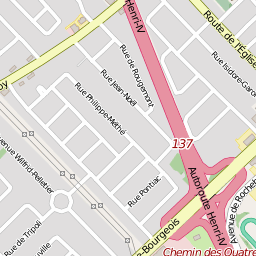 Henri-IV
Route de l'Église
Rue de Rougemont
Rue Isidore-Garon
Rue Jean-Noël
Rue Philippe-Méthé
137
Avenue Wilfrid-Pelletier
Autoroute Henri-IV
Rue Pontiac
Avenue de Roche
Rue de Tripoli
-Bourgeois
Chemin des Quatre